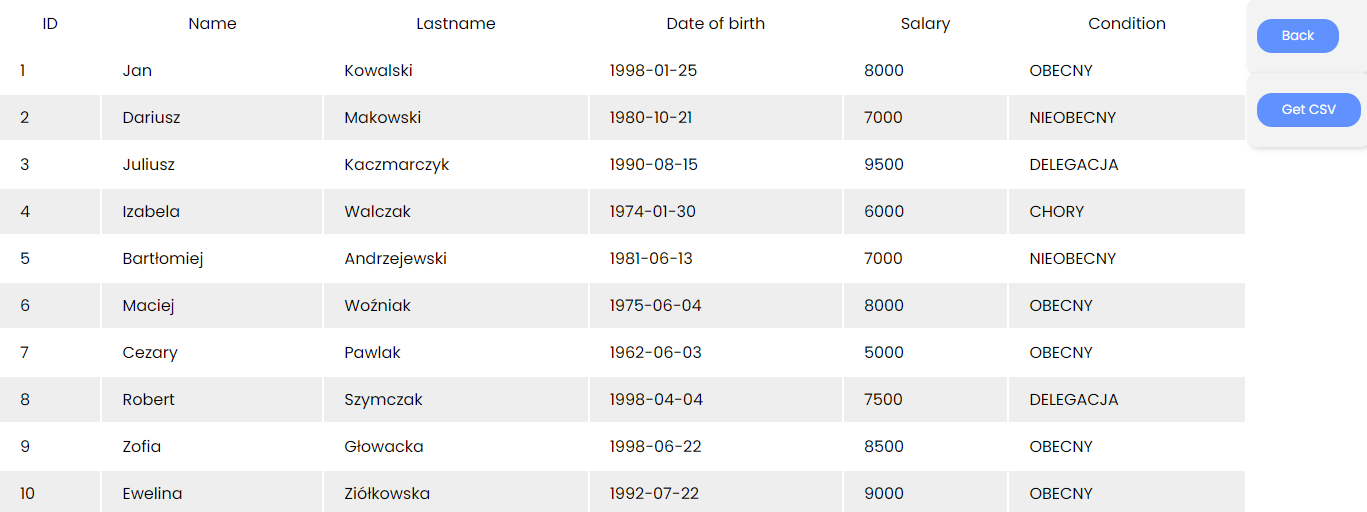 ID Name Lastname Date of birth Salary Condition Back
1 Jan Kowalski 1998-01-25 8000 OBECNY
2 Dariusz Makowski 1980-10-21 7000 NIEOBECNY Get CSV
3 Juliusz Kaczmarczyk 1990-08-15 9500 DELEGACJA
4 Izabela Walczak 1974-01-30 6000 CHORY
5 Bartłomiej Andrzejewski 1981-06-13 7000 NIEOBECNY
6 Maciej Woźniak 1975-06-04 8000 OBECNY
7 Cezary Pawlak 1962-06-03 5000 OBECNY
8 Robert Szymczak 1998-04-04 7500 DELEGACJA
9 Zofia Głowacka 1998-06-22 8500 OBECNY
10 Ewelina Ziółkowska 1992-07-22 9000 OBECNY